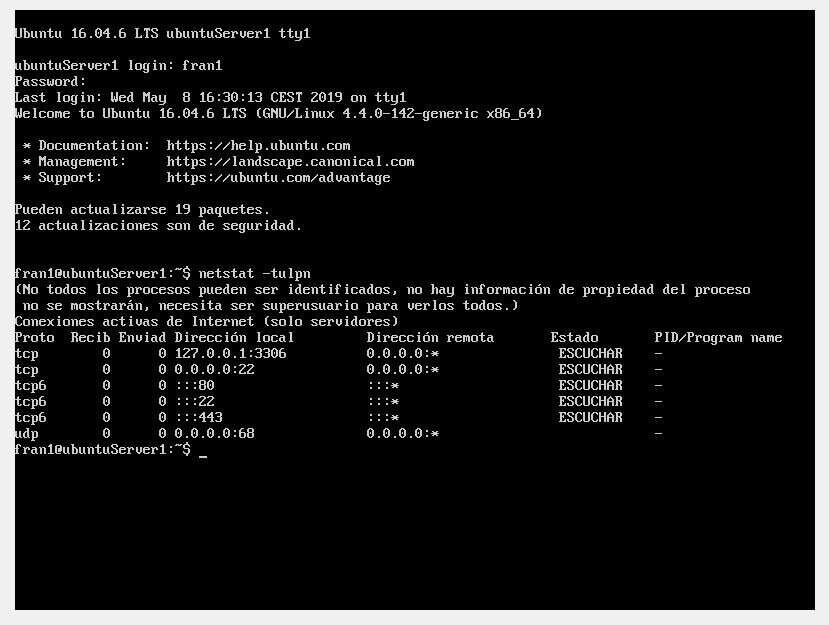 Ubuntu 16.04.6 LTS ubuntuServer1 tty1
ubuntuServer1 login: fran1
Password:
Last login: Wed May  8 16:30:13 CEST 2019 on tty1
Welcome to Ubuntu 16.04.6 LTS (GNU/Linux 4.4.0-142-generic x86_64)
 * Documentation:  https://help.ubuntu.com
 * Management:     https://landscape.canonical.com
 * Support:        https://ubuntu.com/advantage
Pueden actualizarse 19 paquetes.
12 actualizaciones son de seguridad.
fran1@ubuntuServer1:~$ netstat -tulpn
(No todos los procesos pueden ser identificados, no hay información de propiedad del proceso
 no se mostrarán, necesita ser superusuario para verlos todos.)
Conexiones activas de Internet (solo servidores)
Proto  Recib Enviad Dirección local         Dirección remota       Estado       PID/Program name
tcp        0      0 127.0.0.1:3306          0.0.0.0:*               ESCUCHAR    -
tcp        0      0 0.0.0.0:22              0.0.0.0:*               ESCUCHAR    -
tcp6       0      0 :::80                   :::*                    ESCUCHAR    -
tcp6       0      0 :::22                   :::*                    ESCUCHAR    -
tcp6       0      0 :::443                  :::*                    ESCUCHAR    -
udp        0      0 0.0.0.0:68              0.0.0.0:*                           -
fran1@ubuntuServer1:~$ _